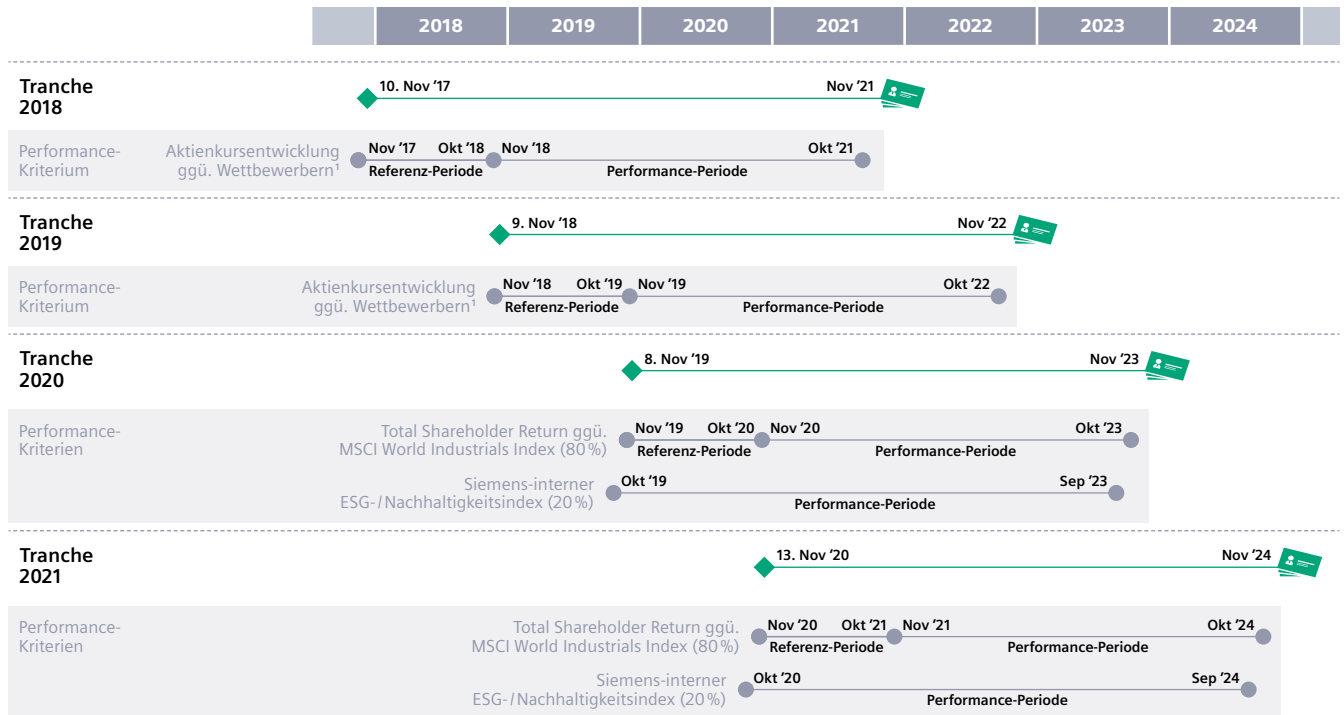 2018 2019 2020 2021 2022 2023 2024
Tranche
2018
10. Nov ’17 Nov ’21
Performance-
Kriterium
Aktienkursentwicklung
ggü. Wettbewerbern¹
Nov ’17 Okt ’18 Nov ’18 Okt ’21
Referenz-Periode Performance-Periode
Tranche
2019
9. Nov ’18 Nov ’22
Performance-
Kriterium
Aktienkursentwicklung
ggü. Wettbewerbern¹
Nov ’18 Okt ’19 Nov ’19 Okt ’22
Referenz-Periode Performance-Periode
Tranche
2020
8. Nov ’19 Nov ’23
Performance-
Kriterien
Total Shareholder Return ggü.
MSCI World Industrials Index (80 %)
Nov ’19 Okt ’20 Nov ’20 Okt ’23
Referenz-Periode Performance-Periode
Siemens-interner
ESG- / Nachhaltigkeitsindex (20 %)
Okt ’19 Sep ’23
Performance-Periode
Tranche
2021
13. Nov ’20 Nov ’24
Performance-
Kriterien
Total Shareholder Return ggü.
MSCI World Industrials Index (80 %)
Nov ’20 Okt ’21 Nov ’21 Okt ’24
Referenz-Periode Performance-Periode
Siemens-interner
ESG- / Nachhaltigkeitsindex (20 %)
Okt ’20 Sep ’24
Performance-Periode